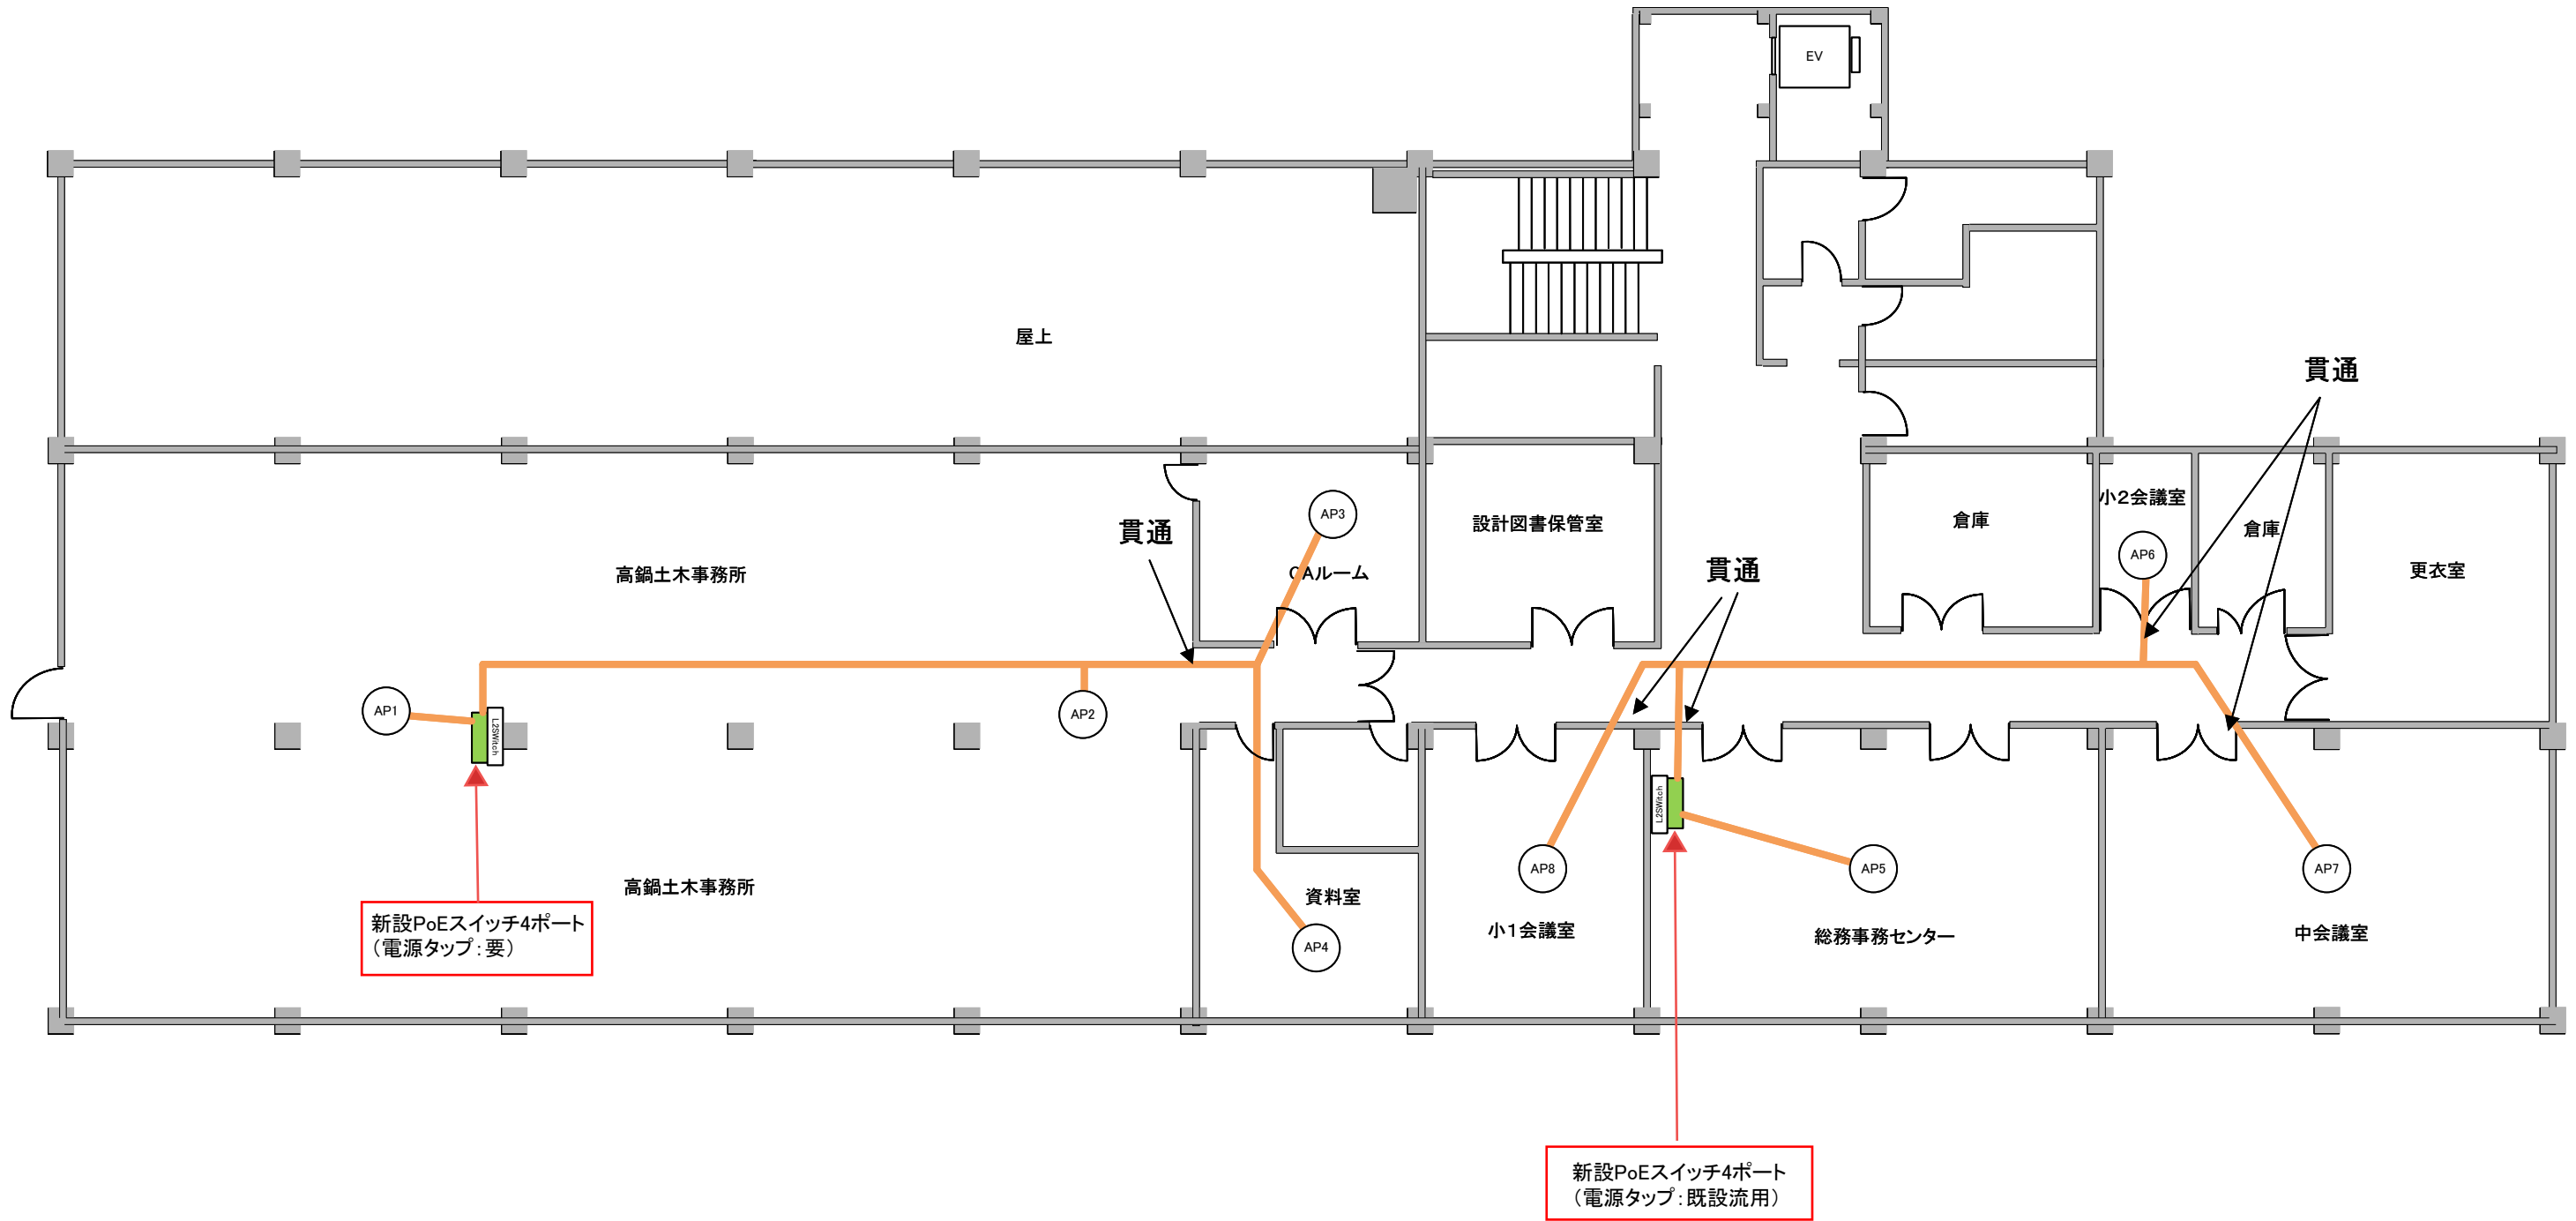 EV
屋上
貫通
小2会議室
AP3
貫通
設計図書保管室
倉庫
倉庫
AP6
高鍋土木事務所
OAルーム
貫通
更衣室
AP1
L2SWitch
AP2
L2SWitch
AP8
AP5
AP7
高鍋土木事務所
資料室
新設PoEスイッチ4ポート
（電源タップ：要）
AP4
小1会議室
総務事務センター
中会議室
新設PoEスイッチ4ポート
（電源タップ：既設流用）